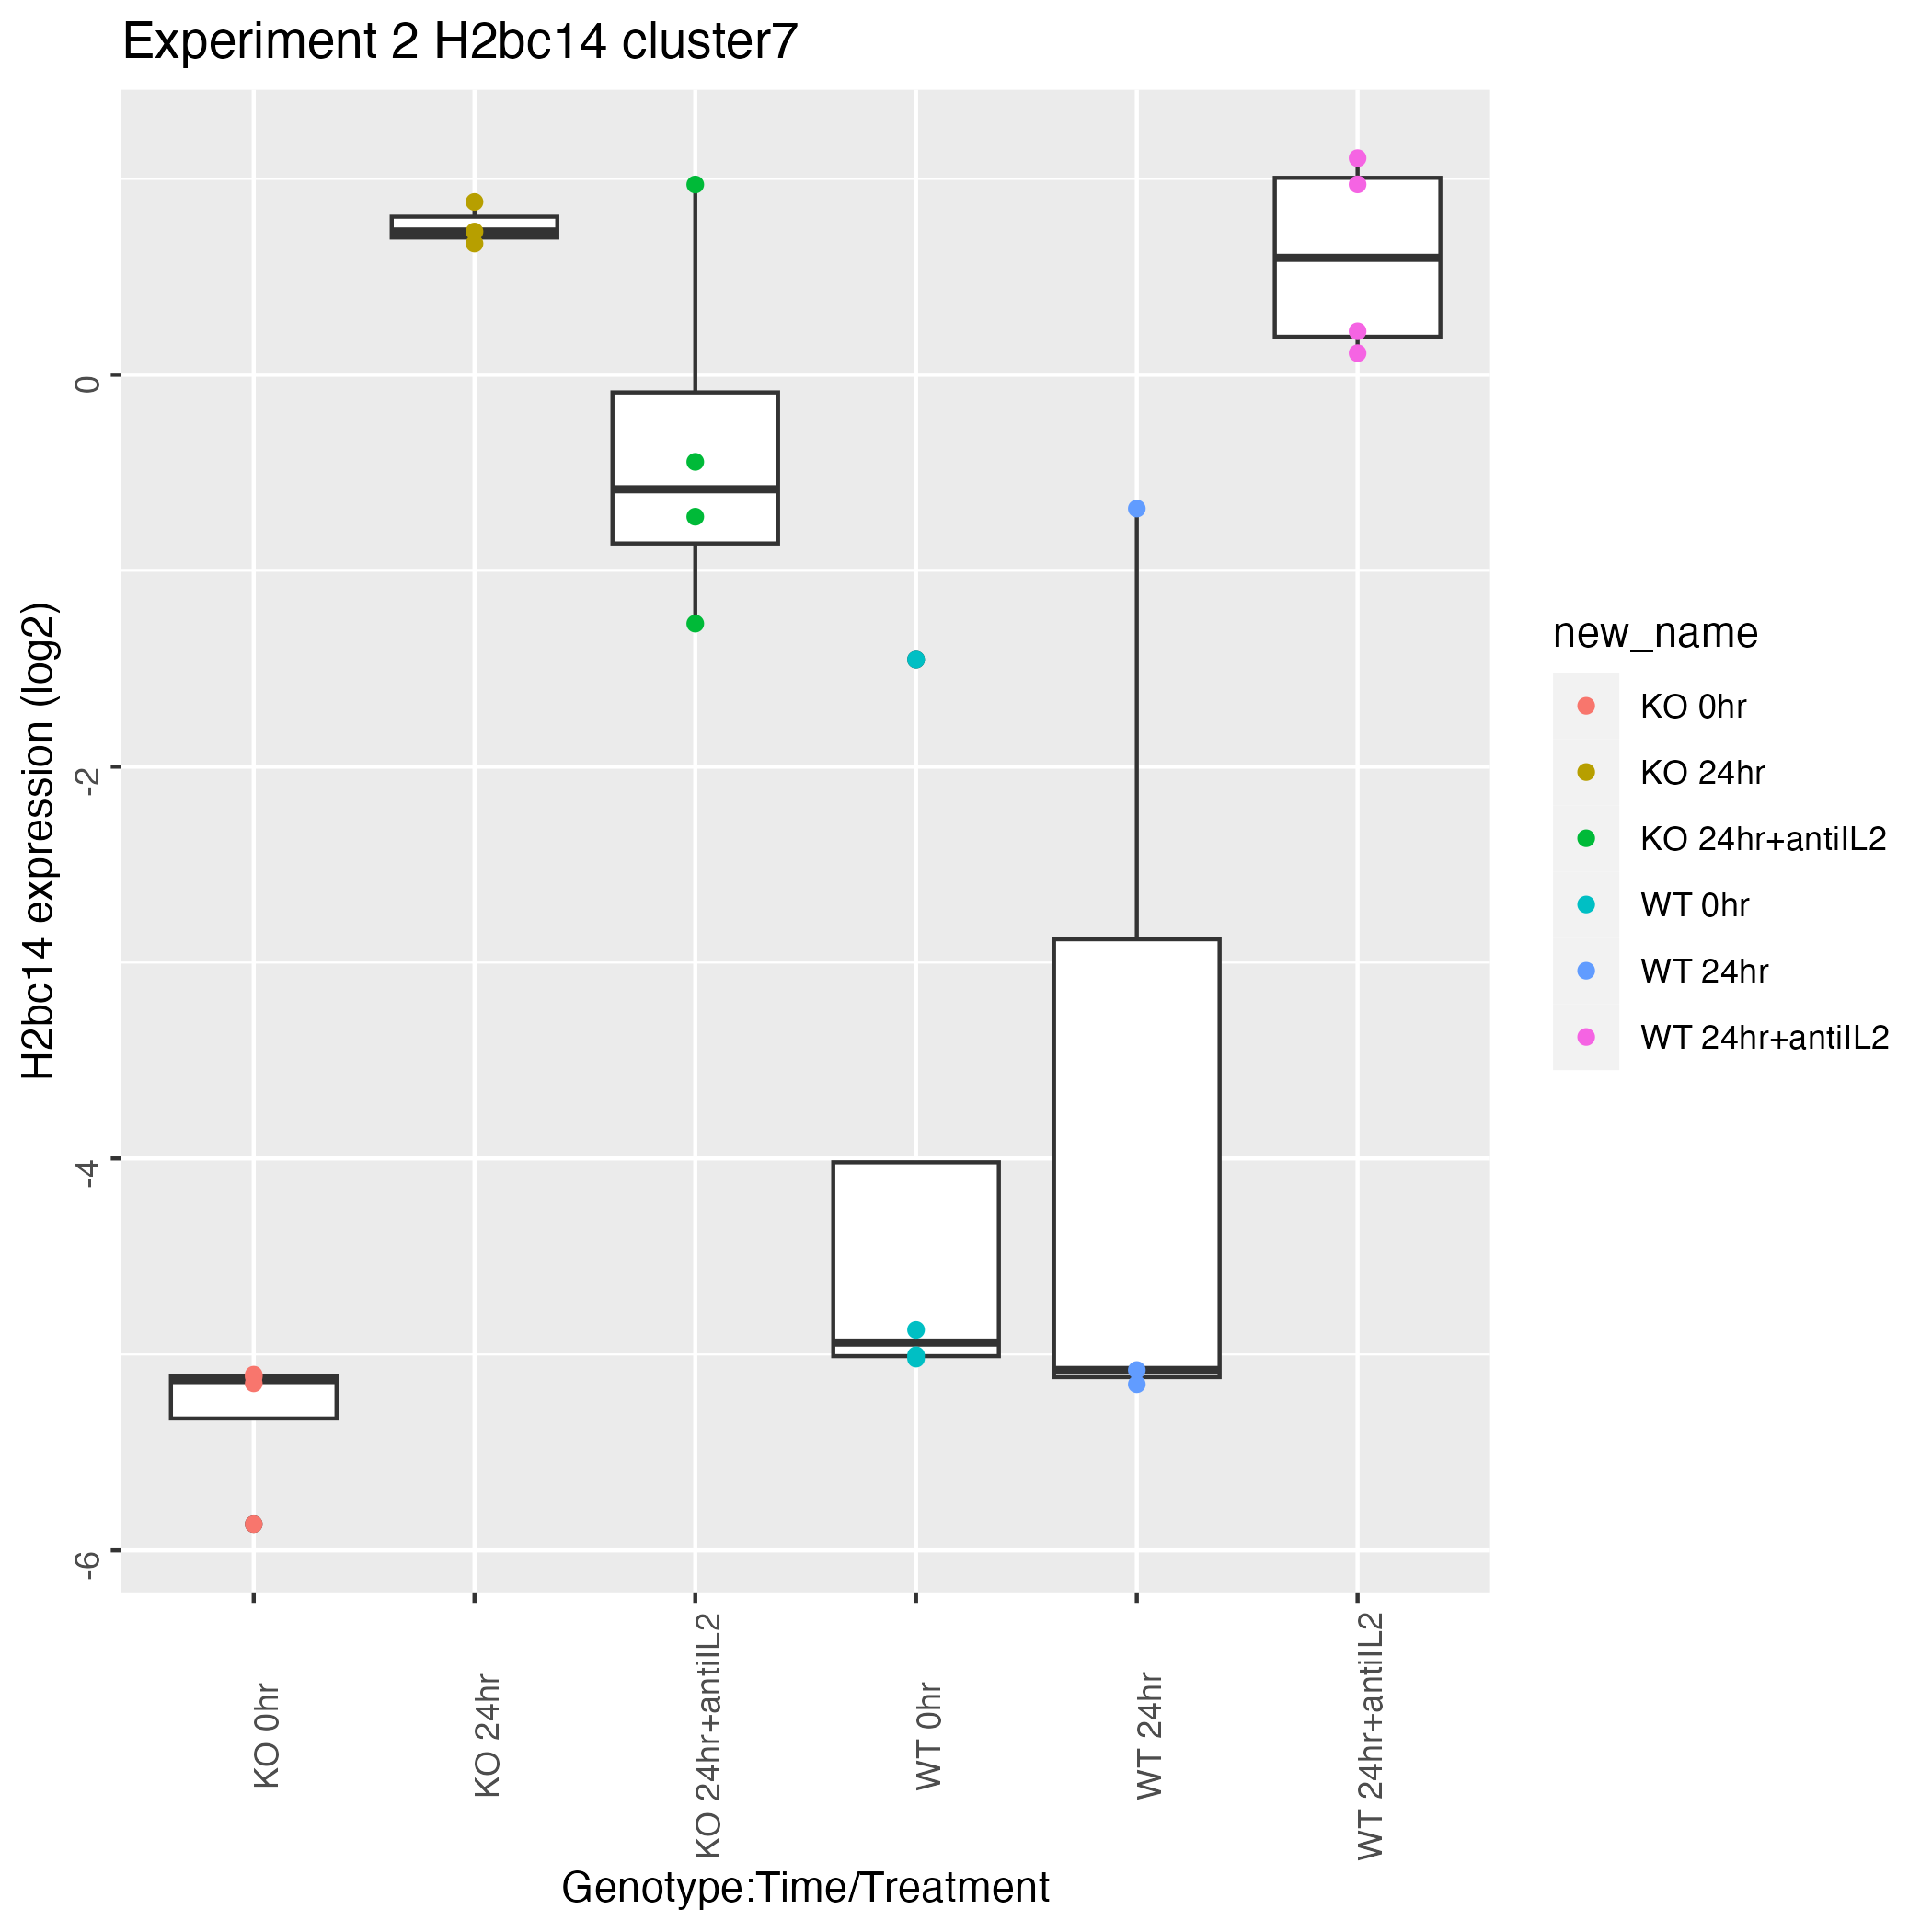 Experiment 2 H2bc14 cluster7
H2bc14 expression (log2)
0
-2
-4
-6
KO 0hr
KO 24hr
KO 24hr+antiIL2
WT 0hr
WT 24hr
WT 24hr+antiIL2
Genotype:Time/Treatment
new_name
KO 0hr
KO 24hr
KO 24hr+antiIL2
WT 0hr
WT 24hr
WT 24hr+antiIL2